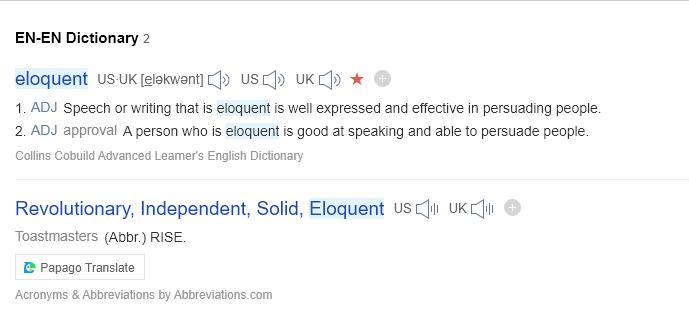 EN-EN Dictionary 2
eloquent US·UK [eləkwənt] US UK
1. ADJ Speech or writing that is eloquent is well expressed and effective in persuading people.
2. ADJ approval A person who is eloquent is good at speaking and able to persuade people.
Collins Cobuild Advanced Learner's English Dictionary
Revolutionary, Independent, Solid, Eloquent US UK
Toastmasters (Abbr.) RISE.
Papago Translate
Acronyms & Abbreviations by Abbreviations.com